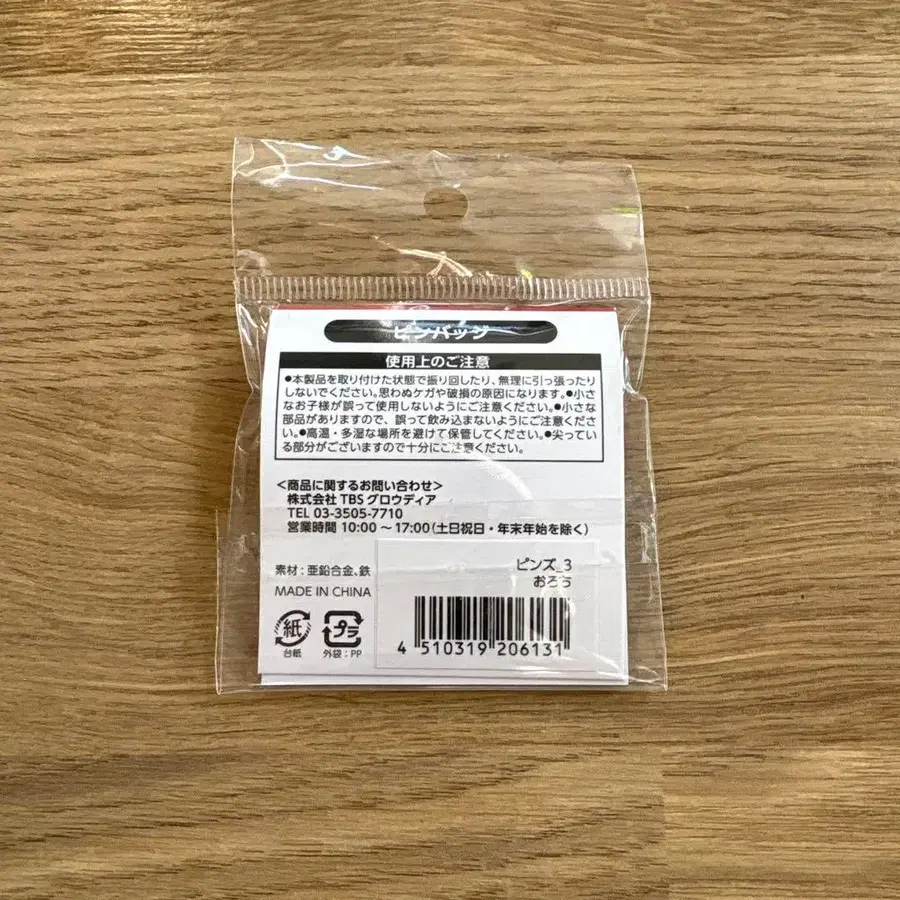 ピンバッジ
使用上のご注意
●本製品を取り付けた状態で振り回したり、無理に引っ張ったり
しないでください。思わぬケガや破損の原因になります。●小さ
なお子様が誤って使用しないようにご注意ください。●小さな
部品がありますので、誤って飲み込まないようにご注意くださ
い。●高温・多湿な場所を避けて保管してください。●尖ってい
る部分がございますので十分にご注意ください。
<商品に関するお問い合わせ>
株式会社 TBS グロウディア
TEL 03-3505-7710
営業時間 10:00 ～ 17:00(土日祝日・年末年始を除く)
素材:亜鉛合金、鉄
MADE IN CHINA
紙
台紙
プラ
外袋:PP
ピンズ_3
おろち
4 510319 206131